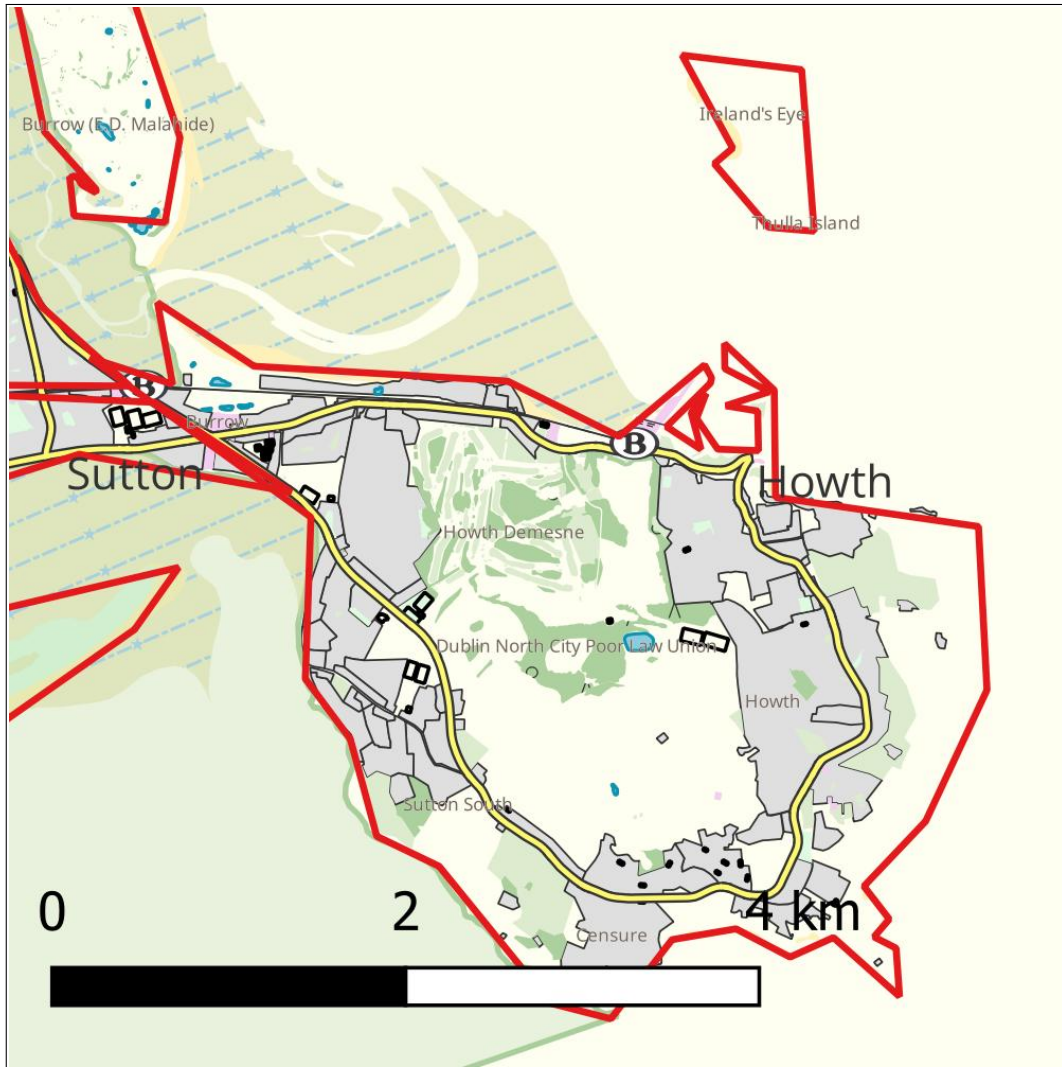 Ireland's Eye
Burrow (E.D. Malahide)
Thulla Island
B
Burrow
B
Sutton
Howth
Howth Demesne
Dublin North City Poor Law Union
Howth
Sutton South
0
2
4 km
Censure